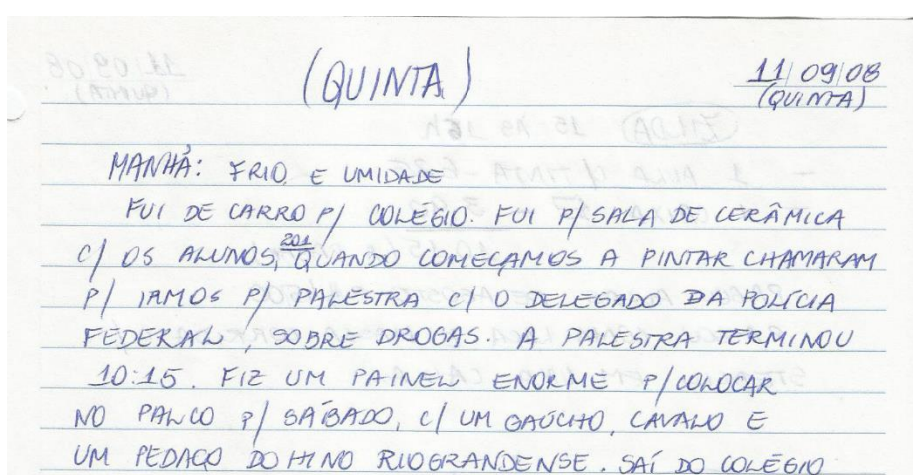 (QUINTA)
11/09/08
(QUINTA)
MANHÃ: FRIO E UMIDADE
FUI DE CARRO P/ COLÉGIO. FUI P/ SALA DE CERÂMICA
C/ OS ALUNOS, 201 QUANDO COMEÇAMOS A PINTAR CHAMARAM
P/ IRMOS P/ PALESTRA C/ O DELEGADO DA POLÍCIA
FEDERAL, SOBRE DROGAS. A PALESTRA TERMINOU
10:15. FIZ UM PAINEL ENORME P/ COLOCAR
NO PALCO P/ SÁBADO, C/ UM GAÚCHO, CAVALO E
UM PEDAÇO DO HINO RIOGRANDENSE. SAÍ DO COLÉGIO